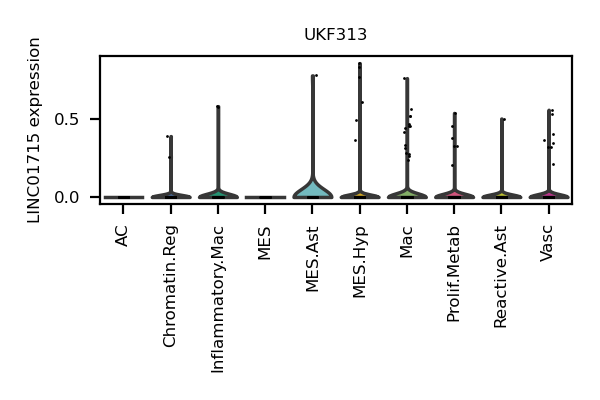 UKF313
LINC01715 expression
0.5
0.0
AC
Chromatin.Reg
Inflammatory.Mac
MES
MES.Ast
MES.Hyp
Mac
Prolif.Metab
Reactive.Ast
Vasc